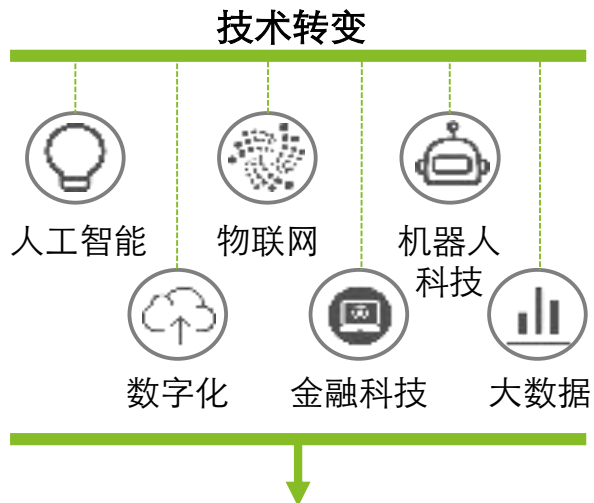 技术转变
人工智能
物联网
机器人
科技
数字化
金融科技
大数据